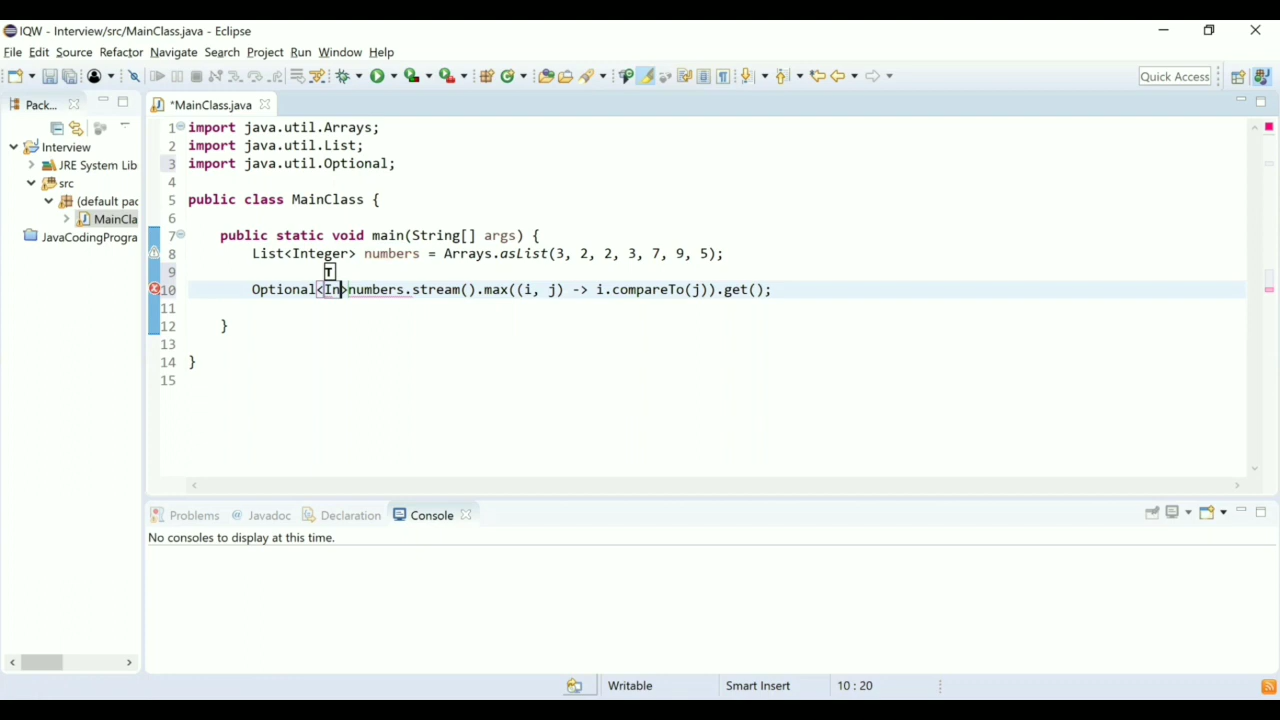 IQW - Interview/src/MainClass.java - Eclipse
File Edit Source Refactor Navigate Search Project Run Window Help
Quick Access
Pack...
*MainClass.java
Interview
JRE System Lib
src
(default pac
MainCla
JavaCodingProgra
1 import java.util.Arrays;
2 import java.util.List;
3 import java.util.Optional;
4
5 public class MainClass {
6
7 public static void main(String[] args) {
8 List<Integer> numbers = Arrays.asList(3, 2, 2, 3, 7, 9, 5);
9
T
10 Optional<In>numbers.stream().max((i, j) -> i.compareTo(j)).get();
11
12 }
13
14 }
15
Problems @ Javadoc Declaration Console
No consoles to display at this time.
Writable Smart Insert 10 : 20